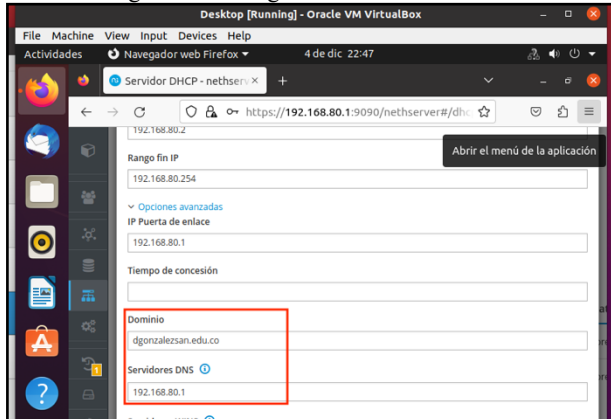 Desktop [Running] - Oracle VM VirtualBox
File Machine View Input Devices Help
Actividades Navegador web Firefox 4 de dic 22:47
Servidor DHCP - nethserv
https://192.168.80.1:9090/nethserver#/dhc
Abrir el menú de la aplicación
192.168.80.2
Rango fin IP
192.168.80.254
Opciones avanzadas
IP Puerta de enlace
192.168.80.1
Tiempo de concesión
Dominio
dgonzalezsan.edu.co
Servidores DNS
192.168.80.1